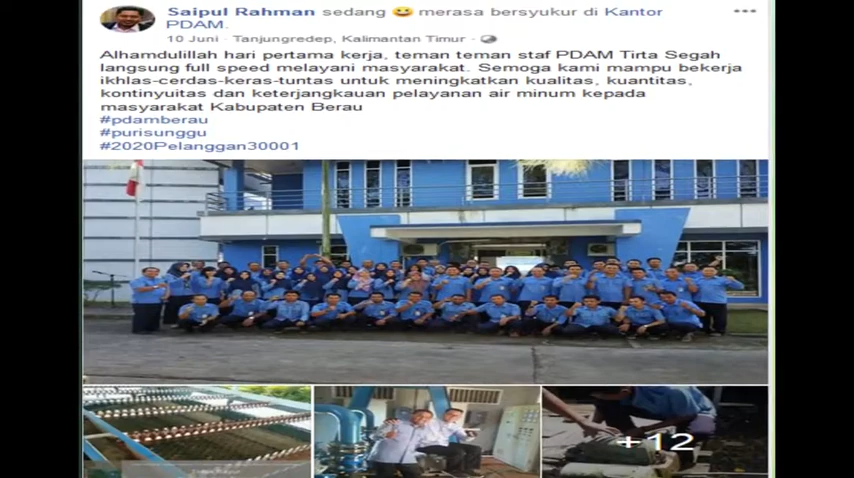 Saipul Rahman sedang 😀 merasa bersyukur di Kantor
PDAM.
10 Juni · Tanjungredep, Kalimantan Timur ·
Alhamdulillah hari pertama kerja, teman teman staf PDAM Tirta Segah
langsung full speed melayani masyarakat. Semoga kami mampu bekerja
ikhlas-cerdas-keras-tuntas untuk meningkatkan kualitas, kuantitas,
kontinyuitas dan keterjangkauan pelayanan air minum kepada
masyarakat Kabupaten Berau
#pdamberau
#purisunggu
#2020Pelanggan30001
+12